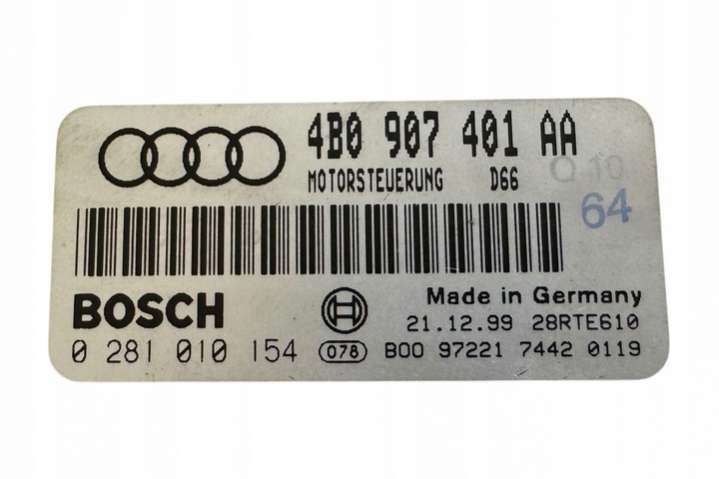 4B0 907 401 AA
MOTORSTEUERUNG D66
Q 10
64
BOSCH
Made in Germany
21.12.99 28RTE610
0 281 010 154 078 B00 97221 7442 0119